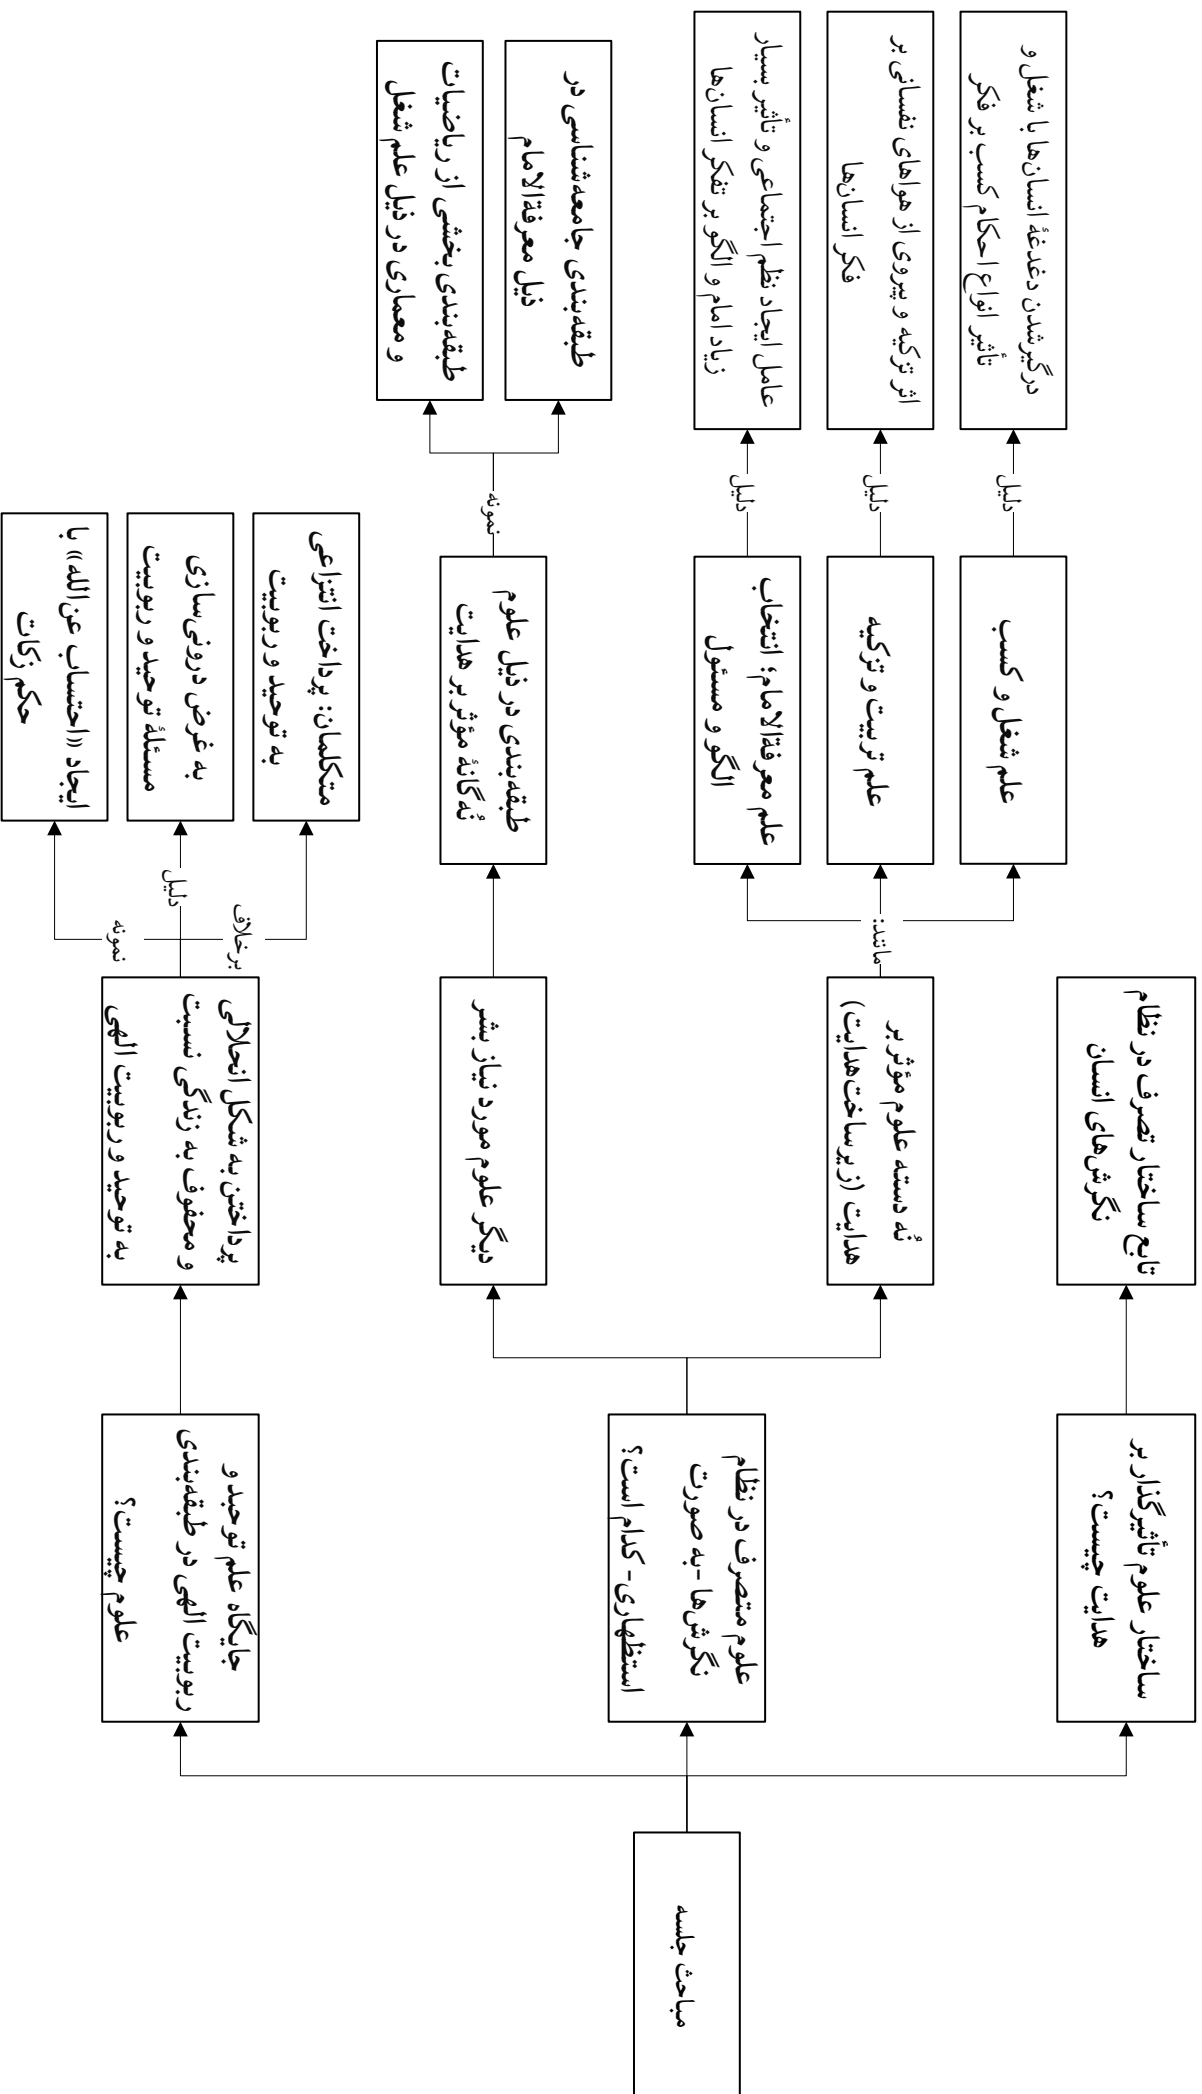 مباحث جلسه
ساختار علوم تأثیرگذار بر
هدایت چیست؟
تابع ساختار تصرف در نظام
نگرش‌های انسان
علوم متصرف در نظام
نگرش‌ها -به صورت
استظهاری- کدام است؟
نُه دسته علوم مؤثر بر
هدایت (زیرساخت هدایت)
مانند:
علم شغل و کسب
دلیل
درگیرشدن دغدغهٔ انسان‌ها با شغل و
تأثیر انواع احکام کسب بر فکر
علم تربیت و تزکیه
دلیل
اثر تزکیه و پیروی از هواهای نفسانی بر
فکر انسان‌ها
علم معرفةالامام؛ انتخاب
الگو و مسئول
دلیل
عامل ایجاد نظم اجتماعی و تأثیر بسیار
زیاد امام و الگو بر تفکر انسان‌ها
دیگر علوم مورد نیاز بشر
طبقه‌بندی در ذیل علوم
نُه‌گانهٔ مؤثر بر هدایت
نمونه
طبقه‌بندی جامعه‌شناسی در
ذیل معرفةالامام
طبقه‌بندی بخشی از ریاضیات
و معماری در ذیل علم شغل
جایگاه علم توحید و
ربوبیت الهی در طبقه‌بندی
علوم چیست؟
پرداختن به شکل انحلالی
و محفوف به زندگی نسبت
به توحید و ربوبیت الهی
برخلاف
متکلمان: پرداخت انتزاعی
به توحید و ربوبیت
دلیل
به غرض درونی‌سازی
مسئلهٔ توحید و ربوبیت
نمونه
ایجاد «احتساب عن‌الله» با
حکم زکات